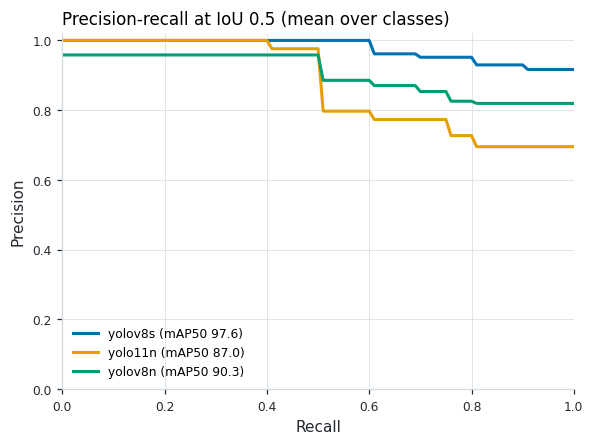 Precision-recall at IoU 0.5 (mean over classes)
1.0
0.8
0.6
0.4
0.2
0.0
Precision
yolov8s (mAP50 97.6)
yolo11n (mAP50 87.0)
yolov8n (mAP50 90.3)
0.0 0.2 0.4 0.6 0.8 1.0
Recall